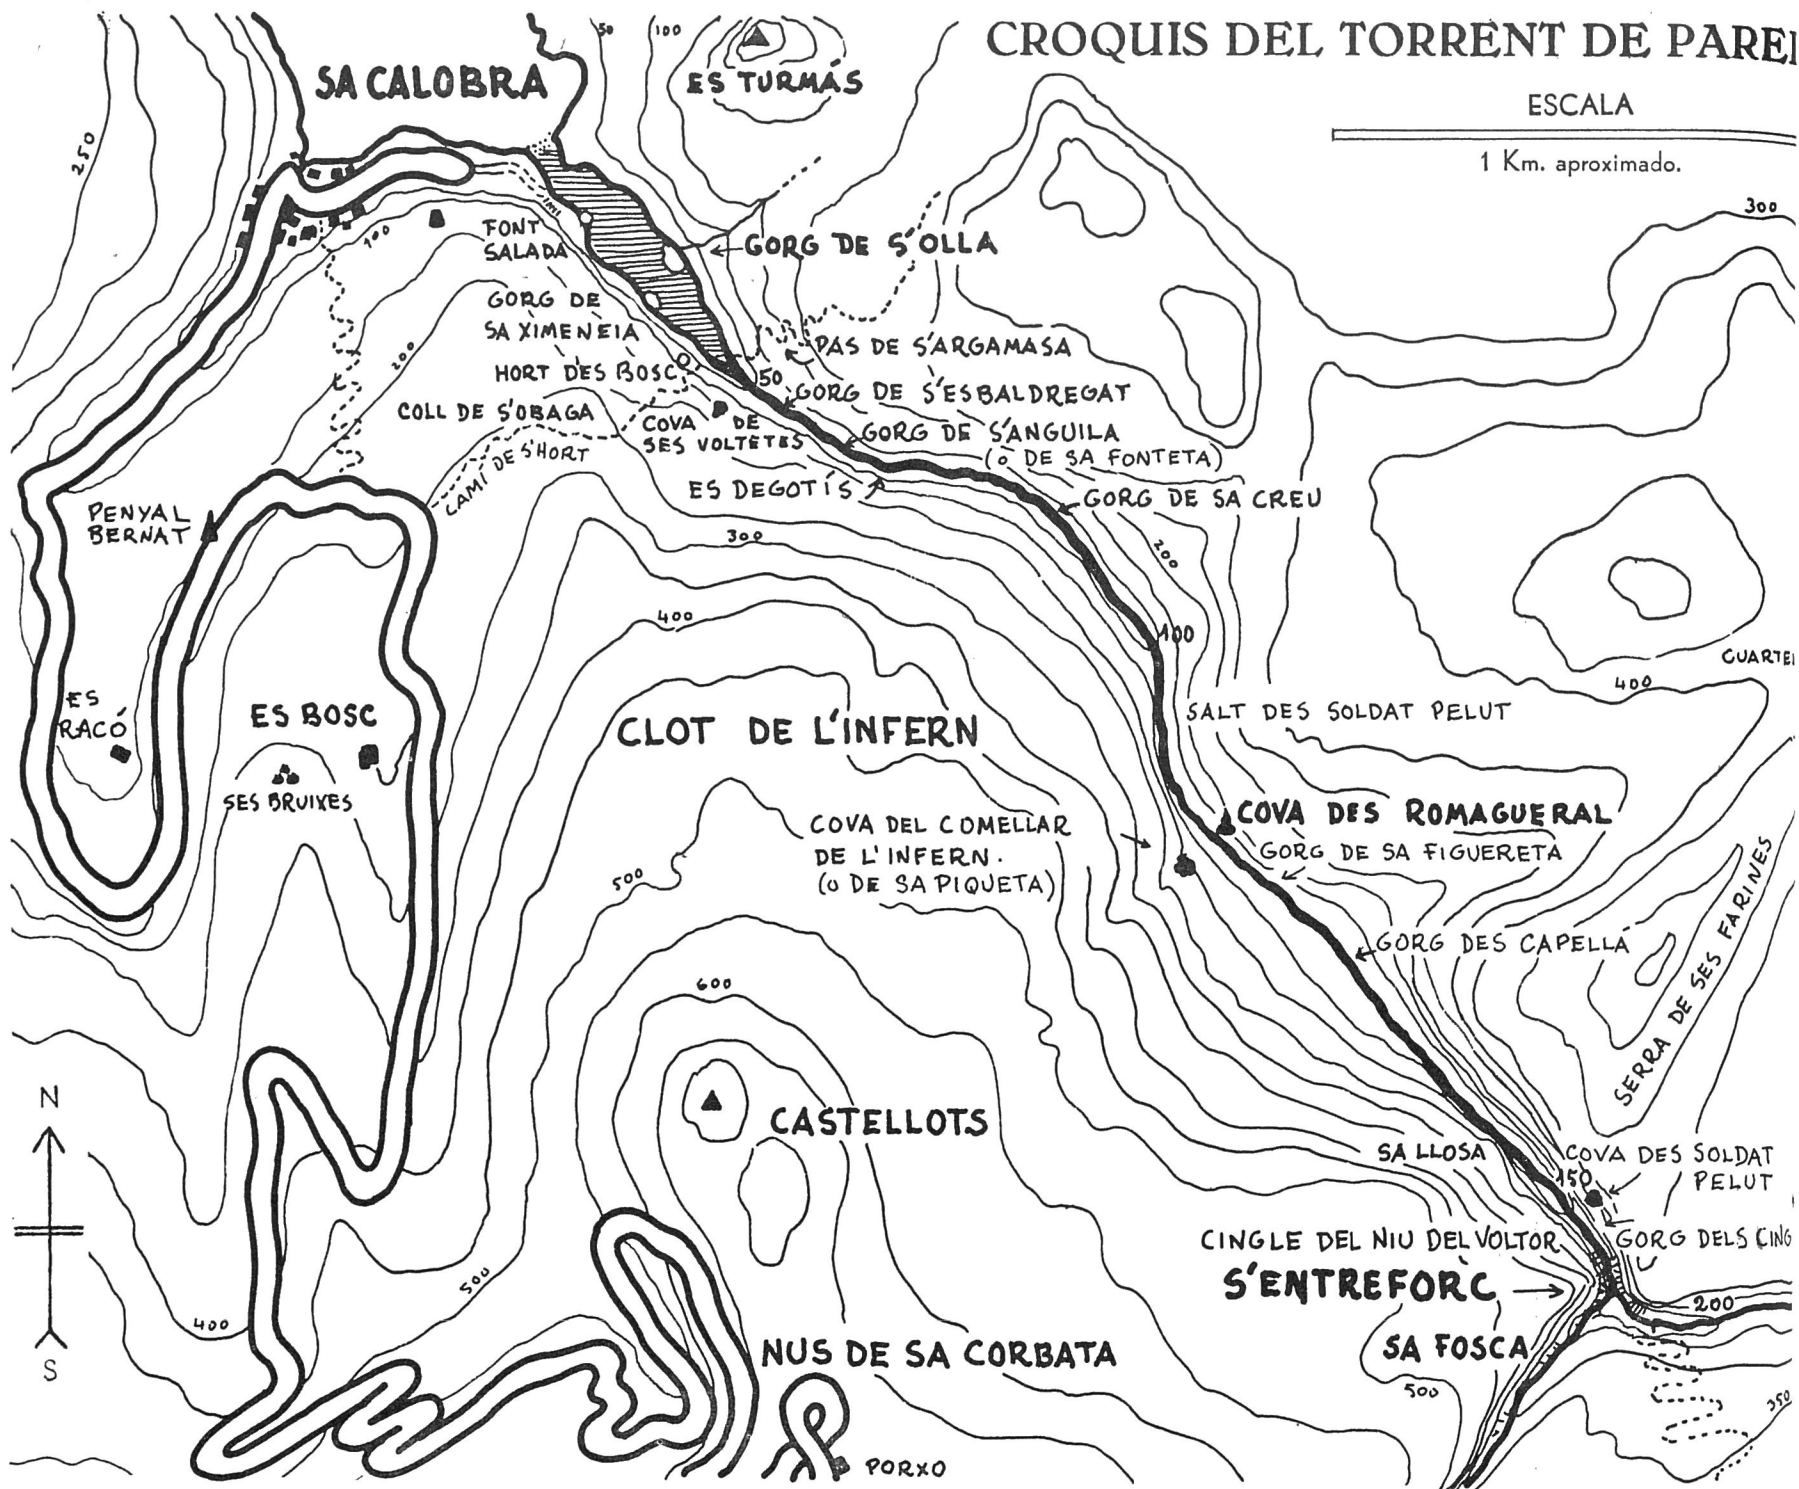 CROQUIS DEL TORRENT DE PAREI
ESCALA
1 Km. aproximado.
SA CALOBRA
50
100
ES TURMÁS
250
300
100
FONT
SALADA
GORG DE S'OLLA
GORG DE
SA XIMENEIA
PAS DE S'ARGAMASA
200
HORT D'ES BOSC
50
GORG DE S'ESBALDREGAT
COLL DE S'OBAGA
COVA DE
SES VOLTETES
GORG DE S'ANGUILA
(o DE SA FONTETA)
CAMÍ DE S'HORT
ES DEGOTÍS
GORG DE SA CREU
PENYAL
BERNAT
300
200
400
100
CUARTE
400
ES
RACÓ
ES BOSC
CLOT DE L'INFERN
SALT DES SOLDAT PELUT
SES BRUIXES
COVA DEL COMELLAR
DE L'INFERN.
(o DE SA PIQUETA)
COVA DES ROMAGUERAL
GORG DE SA FIGUERETA
500
GORG DES CAPELLA
SERRA DE SES FARINES
600
N
CASTELLOTS
SA LLOSA
COVA DES SOLDAT
PELUT
150
CINGLE DEL NIU DEL VOLTOR
GORG DELS CING
S'ENTREFORC
500
200
400
S
NUS DE SA CORBATA
SA FOSCA
500
350
PORXO